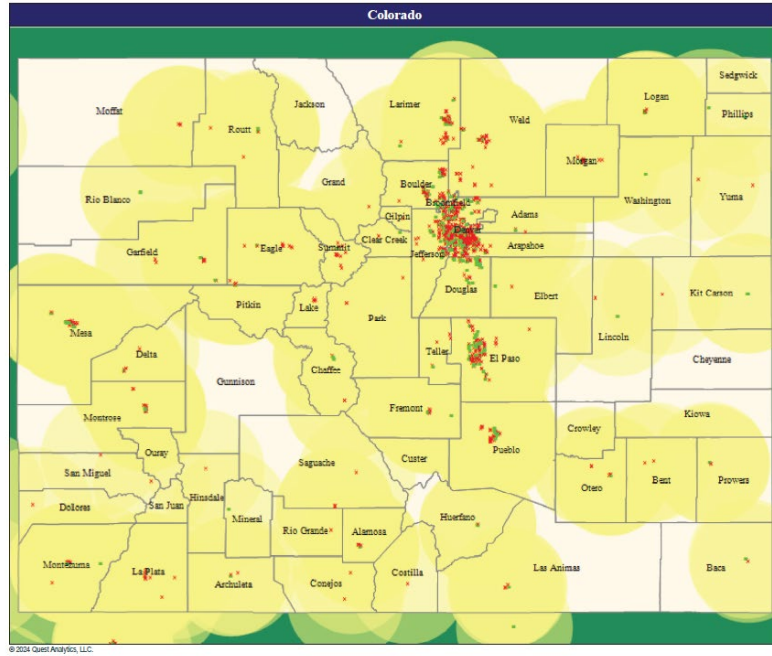 Colorado
Sedgwick
Logan
Moffat
Jackson
Larimer
Weld
Phillips
Routt
Morgan
Grand
Boulder
Washington
Yuma
Rio Blanco
Broomfield
Gilpin
Adams
Denver
Eagle
Summit
Clear Creek
Garfield
Jefferson
Arapahoe
Douglas
Pitkin
Lake
Park
Elbert
Kit Carson
Lincoln
Mesa
Delta
Teller
El Paso
Cheyenne
Chaffee
Gunnison
Fremont
Montrose
Kiowa
Crowley
Pueblo
Ouray
Custer
Saguache
San Miguel
Otero
Bent
Prowers
Hinsdale
Dolores
San Juan
Mineral
Huerfano
Rio Grande
Alamosa
Montezuma
La Plata
Las Animas
Baca
Costilla
Archuleta
Conejos
© 2024 Quest Analytics, LLC.